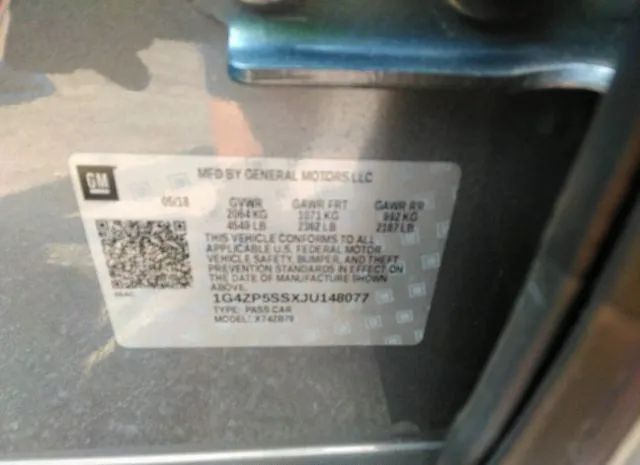 GM
MFD BY GENERAL MOTORS LLC
05/18 GVWR GAWR FRT GAWR RR
2064 KG 1071 KG 992 KG
4549 LB 2362 LB 2187 LB
THIS VEHICLE CONFORMS TO ALL
APPLICABLE U.S. FEDERAL MOTOR
VEHICLE SAFETY, BUMPER, AND THEFT
PREVENTION STANDARDS IN EFFECT ON
THE DATE OF MANUFACTURE SHOWN
ABOVE.
1G4ZP5SSXJU148077
TYPE: PASS CAR
MODEL: